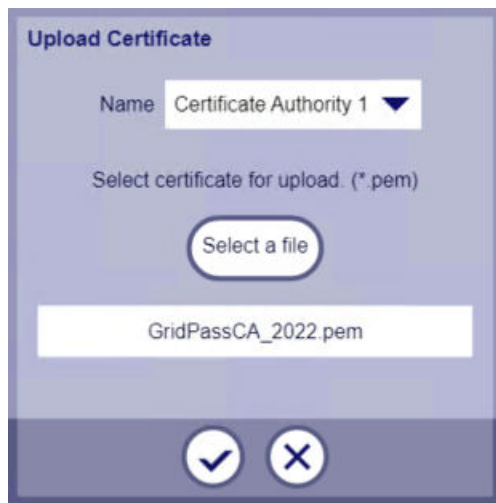 Upload Certificate
Name Certificate Authority 1
Select certificate for upload. (*.pem)
Select a file
GridPassCA_2022.pem